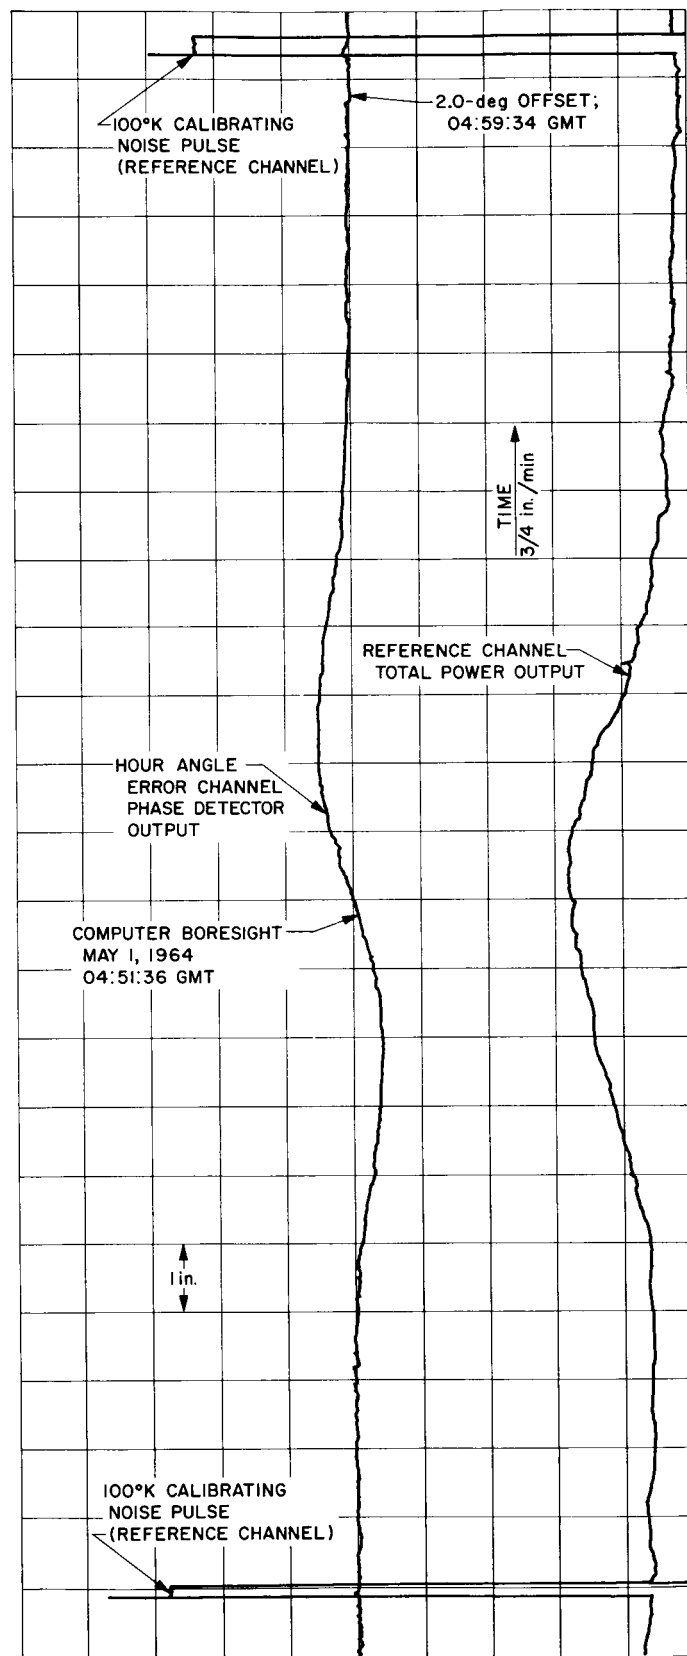 100°K CALIBRATING
NOISE PULSE
(REFERENCE CHANNEL)
2.0-deg OFFSET;
04:59:34 GMT
TIME
3/4 in./min
REFERENCE CHANNEL
TOTAL POWER OUTPUT
HOUR ANGLE
ERROR CHANNEL
PHASE DETECTOR
OUTPUT
COMPUTER BORESIGHT
MAY 1, 1964
04:51:36 GMT
1 in.
100°K CALIBRATING
NOISE PULSE
(REFERENCE CHANNEL)